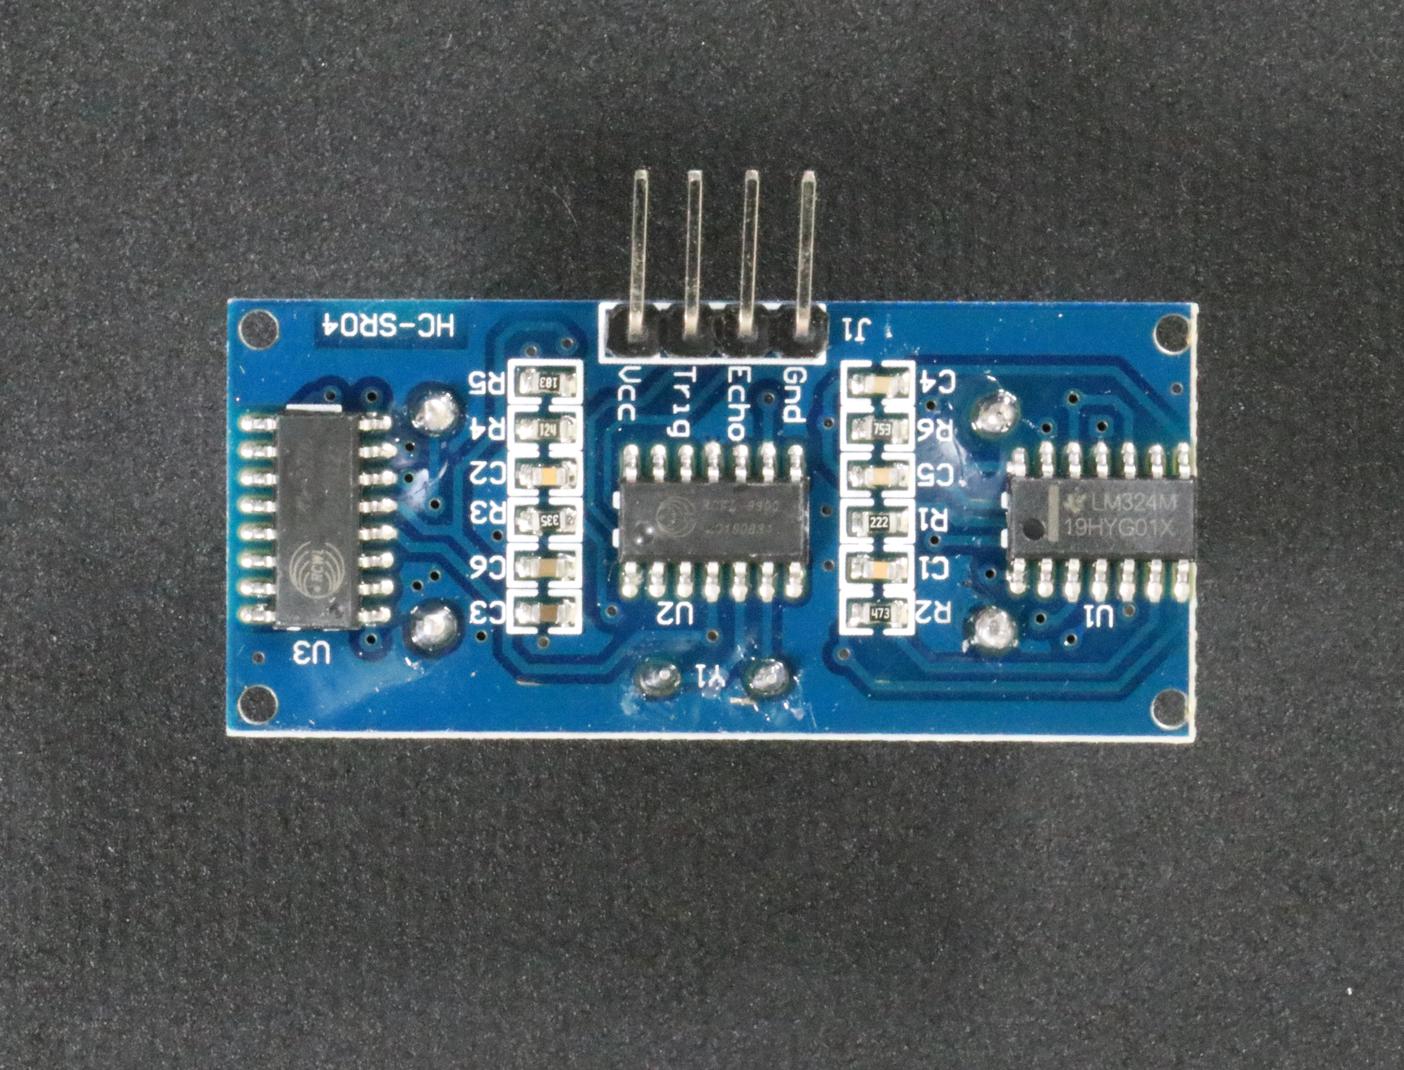 HC-SR04
J1
Vcc
Trig
Echo
Gnd
R5
183
R4
124
C2
R3
335
C6
C3
C4
R6
753
C5
R1
222
C1
R2
473
LM324M
19HYG01X
U1
U2
U3
RCWL
Y1